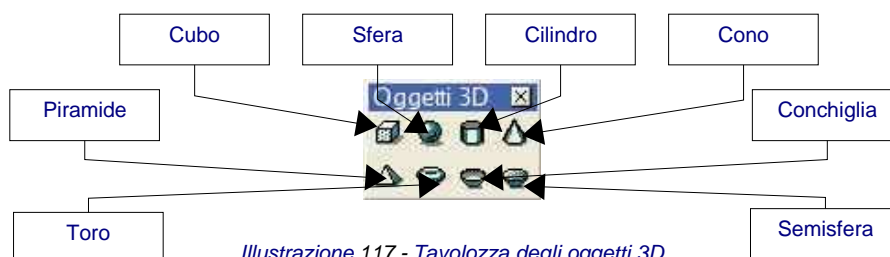 Cubo Sfera Cilindro Cono
Oggetti 3D
Piramide Conchiglia
Toro Semisfera
Illustrazione 117 - Tavolozza degli oggetti 3D